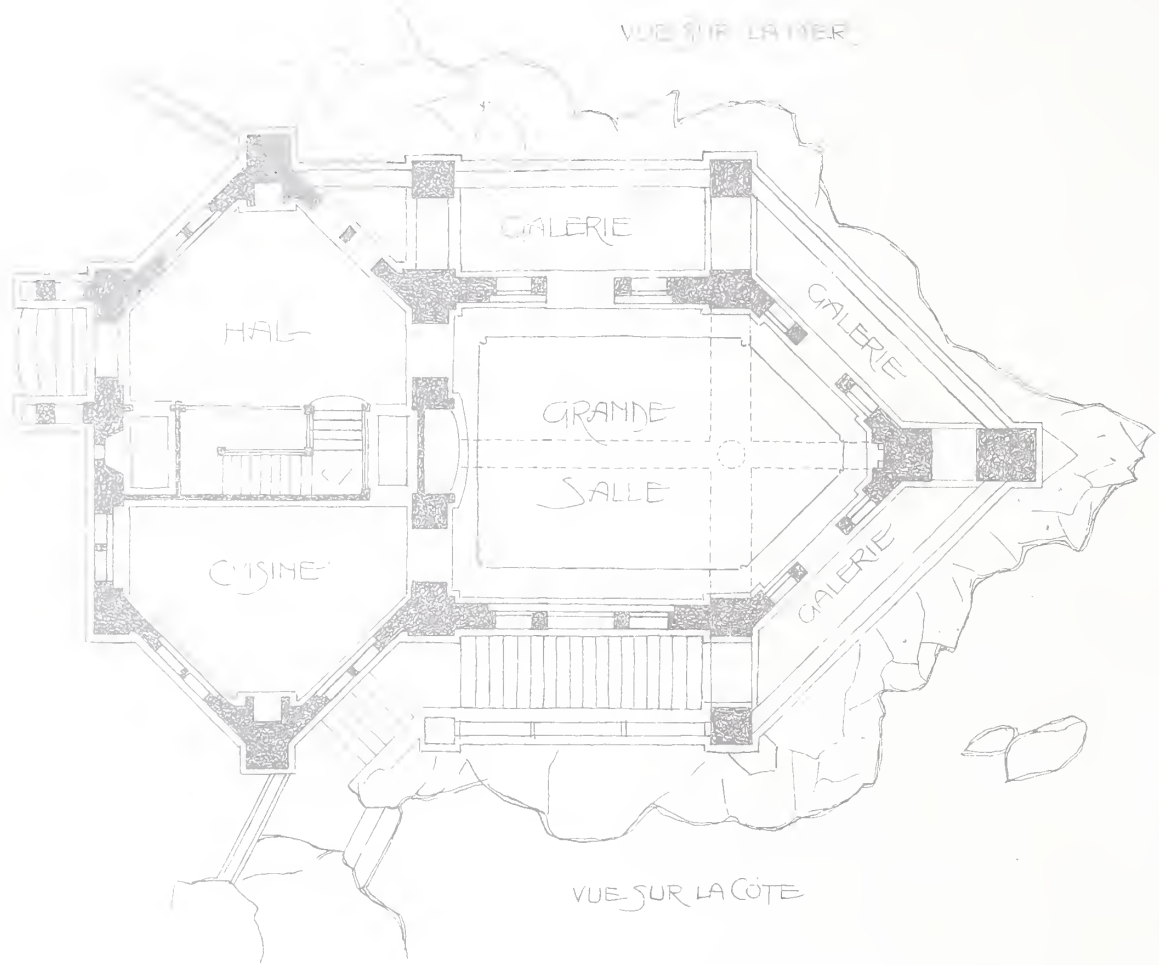 VUE SUR LA MER
GALERIE
GALERIE
HAL
GRANDE
SALLE
CUISINE
GALERIE
VUE SUR LA CÔTE